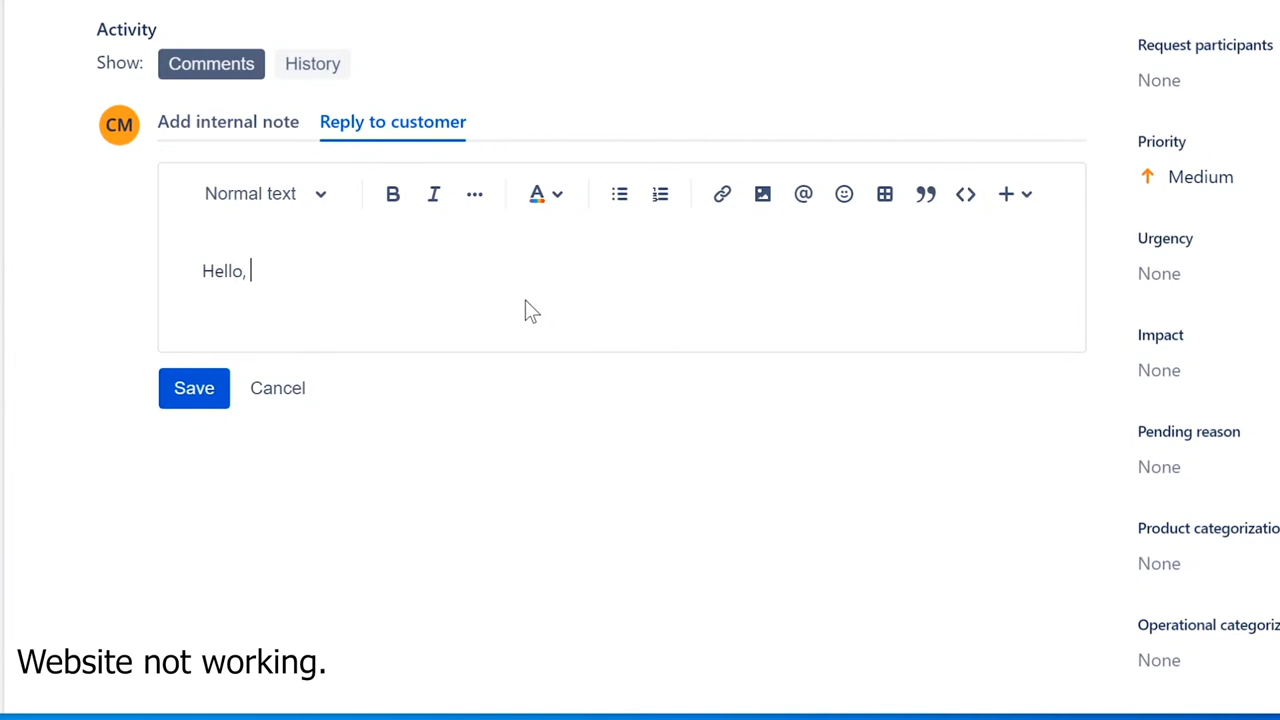 Activity
Show: Comments History
CM Add internal note Reply to customer
Normal text B I ••• A @ <> +
Hello,
Save Cancel
Request participants
None
Priority
Medium
Urgency
None
Impact
None
Pending reason
None
Product categorizatio
None
Operational categoriz
None
Website not working.